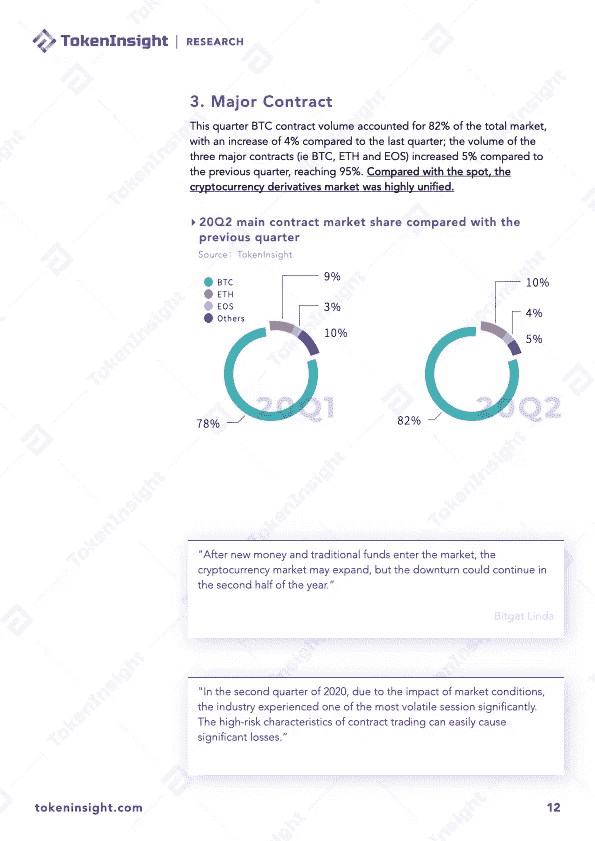 TokenInsight | RESEARCH
3. Major Contract
This quarter BTC contract volume accounted for 82% of the total market,
with an increase of 4% compared to the last quarter; the volume of the
three major contracts (ie BTC, ETH and EOS) increased 5% compared to
the previous quarter, reaching 95%. Compared with the spot, the
cryptocurrency derivatives market was highly unified.
20Q2 main contract market share compared with the
previous quarter
Source: TokenInsight
BTC
ETH
EOS
Others
9%
3%
10%
78%
20Q1
10%
4%
5%
82%
20Q2
"After new money and traditional funds enter the market, the
cryptocurrency market may expand, but the downturn could continue in
the second half of the year."
Bitget Linda
"In the second quarter of 2020, due to the impact of market conditions,
the industry experienced one of the most volatile session significantly.
The high-risk characteristics of contract trading can easily cause
significant losses."
tokeninsight.com
12